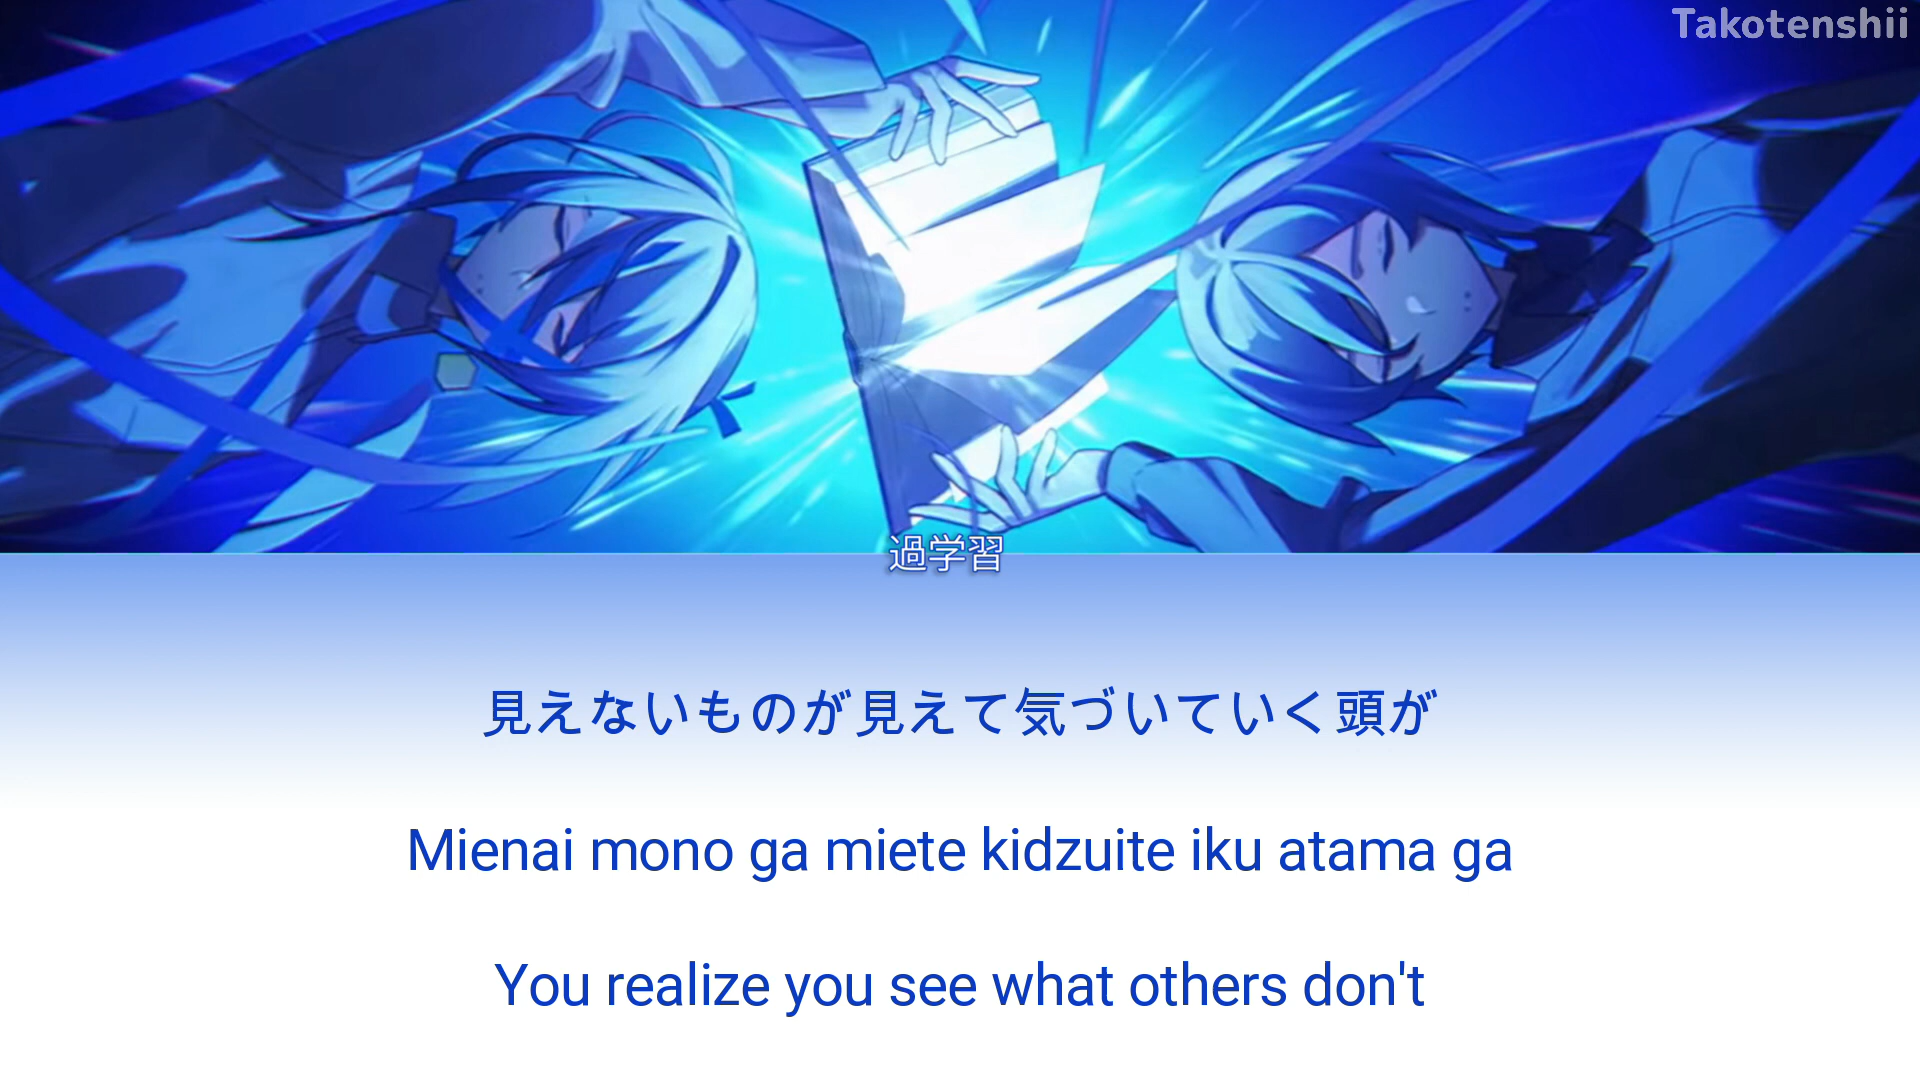 Takotenshii
過学習
見えないものが見えて気づいていく頭が
Mienai mono ga miete kidzuite iku atama ga
You realize you see what others don't